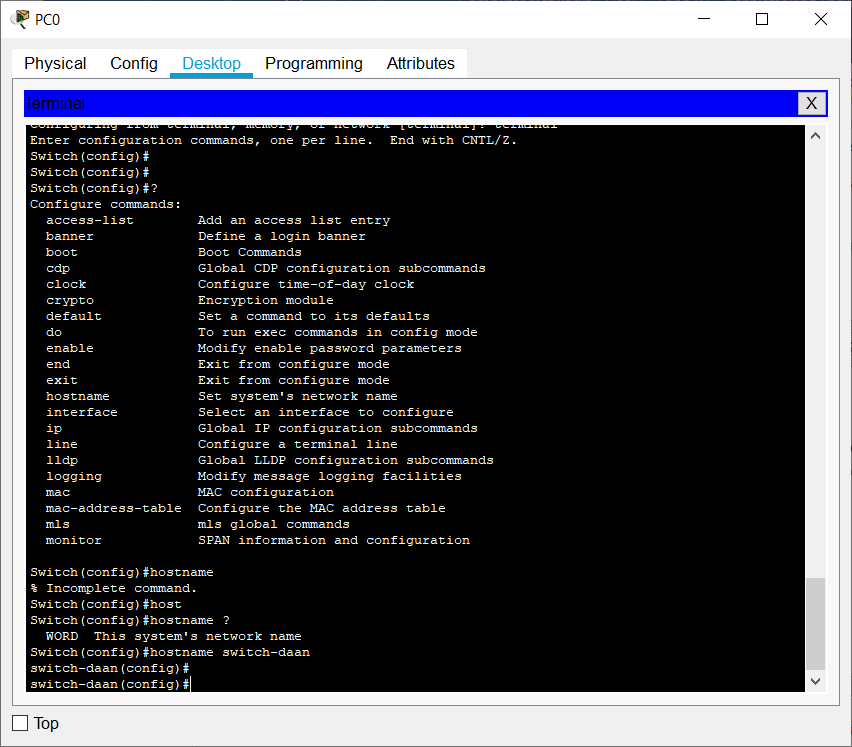 PC0
Physical Config Desktop Programming Attributes
Terminal
X
Configuring from terminal, memory, or network [terminal]? terminal
Enter configuration commands, one per line.  End with CNTL/Z.
Switch(config)#
Switch(config)#
Switch(config)#?
Configure commands:
  access-list        Add an access list entry
  banner             Define a login banner
  boot               Boot Commands
  cdp                Global CDP configuration subcommands
  clock              Configure time-of-day clock
  crypto             Encryption module
  default            Set a command to its defaults
  do                 To run exec commands in config mode
  enable             Modify enable password parameters
  end                Exit from configure mode
  exit               Exit from configure mode
  hostname           Set system's network name
  interface          Select an interface to configure
  ip                 Global IP configuration subcommands
  line               Configure a terminal line
  lldp               Global LLDP configuration subcommands
  logging            Modify message logging facilities
  mac                MAC configuration
  mac-address-table  Configure the MAC address table
  mls                mls global commands
  monitor            SPAN information and configuration
Switch(config)#hostname
% Incomplete command.
Switch(config)#host
Switch(config)#hostname ?
  WORD  This system's network name
Switch(config)#hostname switch-daan
switch-daan(config)#
switch-daan(config)#
Top